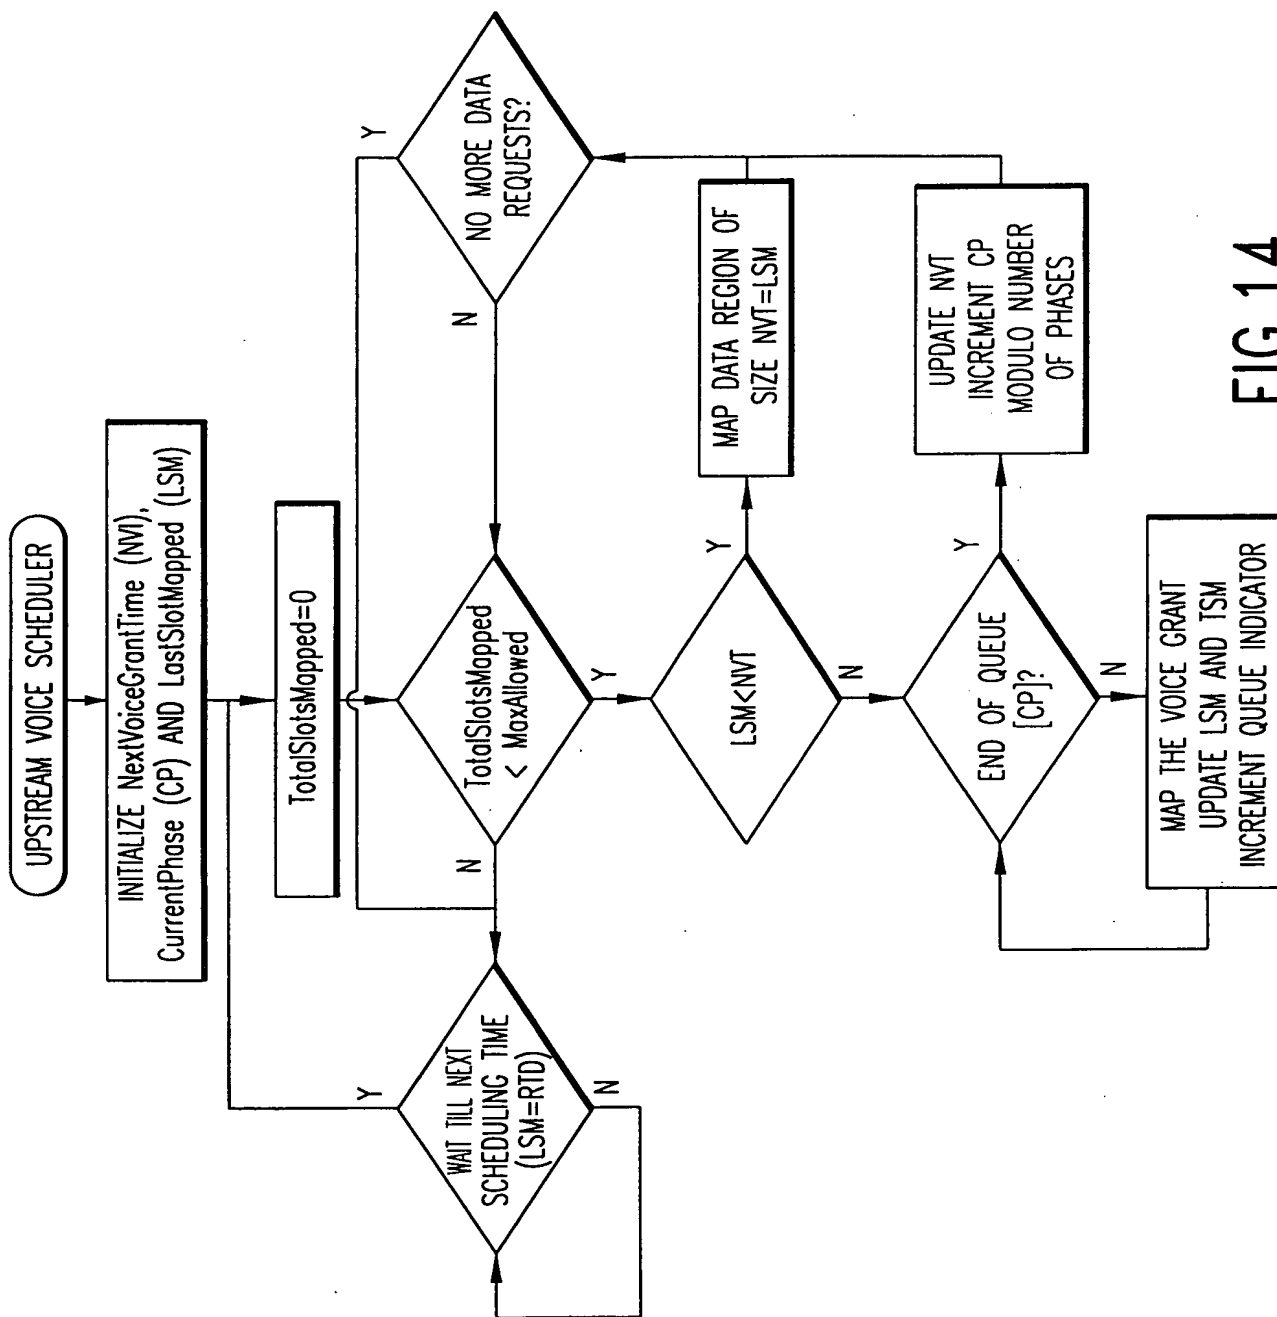 UPSTREAM VOICE SCHEDULER
INITIALIZE NextVoiceGrantTime (NVI),
CurrentPhase (CP) AND LastSlotMapped (LSM)
TotalSlotsMapped=0
TotalSlotsMapped
< MaxAllowed
N
Y
NO MORE DATA
REQUESTS?
Y
N
WAIT TILL NEXT
SCHEDULING TIME
(LSM=RTD)
Y
N
LSM<NVT
Y
N
MAP DATA REGION OF
SIZE NVT=LSM
END OF QUEUE
[CP]?
Y
N
UPDATE NVT
INCREMENT CP
MODULO NUMBER
OF PHASES
MAP THE VOICE GRANT
UPDATE LSM AND TSM
INCREMENT QUEUE INDICATOR
FIG.14